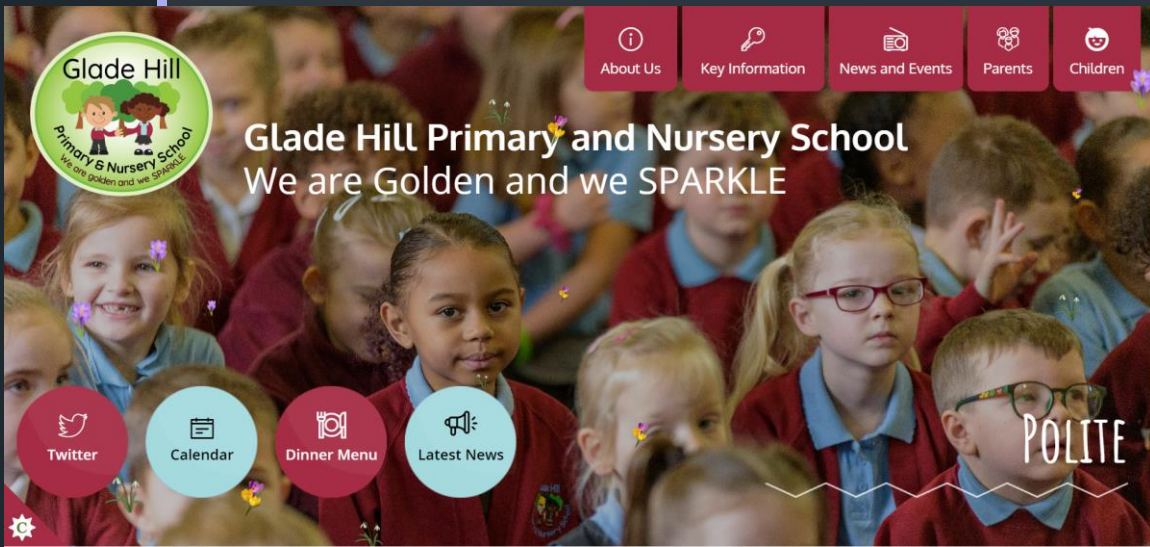 Glade Hill
Primary & Nursery School
We are golden and we SPARKLE
About Us
Key Information
News and Events
Parents
Children
Glade Hill Primary and Nursery School
We are Golden and we SPARKLE
Twitter
Calendar
Dinner Menu
Latest News
POLITE
C